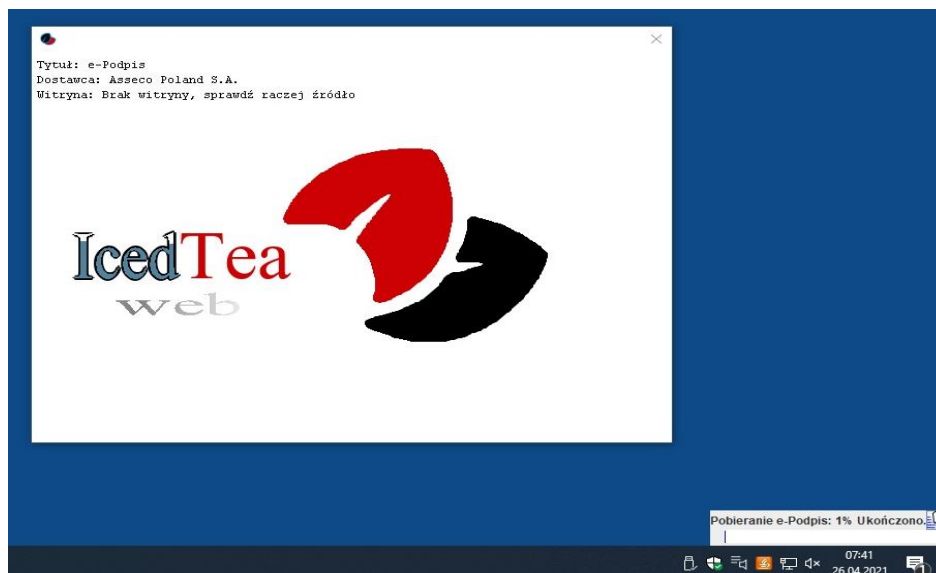 Tytuł: e-Podpis
Dostawca: Asseco Poland S.A.
Witryna: Brak witryny, sprawdź raczej źródło
IcedTea
web
Pobieranie e-Podpis: 1% Ukończono.
07:41
26.04.2021
1